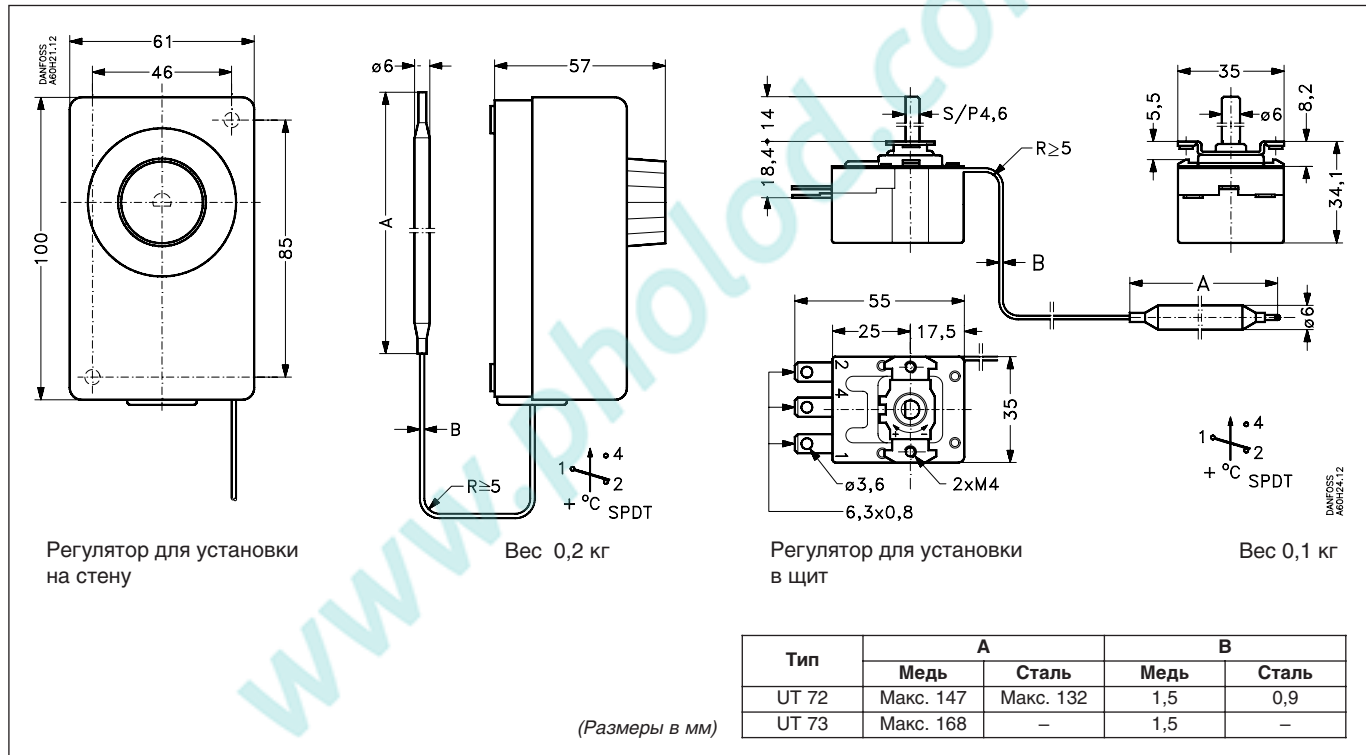 DANFOSS
A60H21.12
61
46
100
85
ø6
57
A
B
R≥5
1
4
2
+ °C
SPDT
Регулятор для установки
на стену
Вес 0,2 кг
18,4+14
S/P4,6
R≥5
B
A
ø6
35
5,5
ø6
8,2
34,1
55
25
17,5
2
4
1
+ -
35
ø3,6
2xM4
6,3x0,8
1
4
2
+ °C
SPDT
DANFOSS
A60H24.12
Регулятор для установки
в щит
Вес 0,1 кг
Тип A B
Медь Сталь Медь Сталь
UT 72 Макс. 147 Макс. 132 1,5 0,9
UT 73 Макс. 168 – 1,5 –
(Размеры в мм)